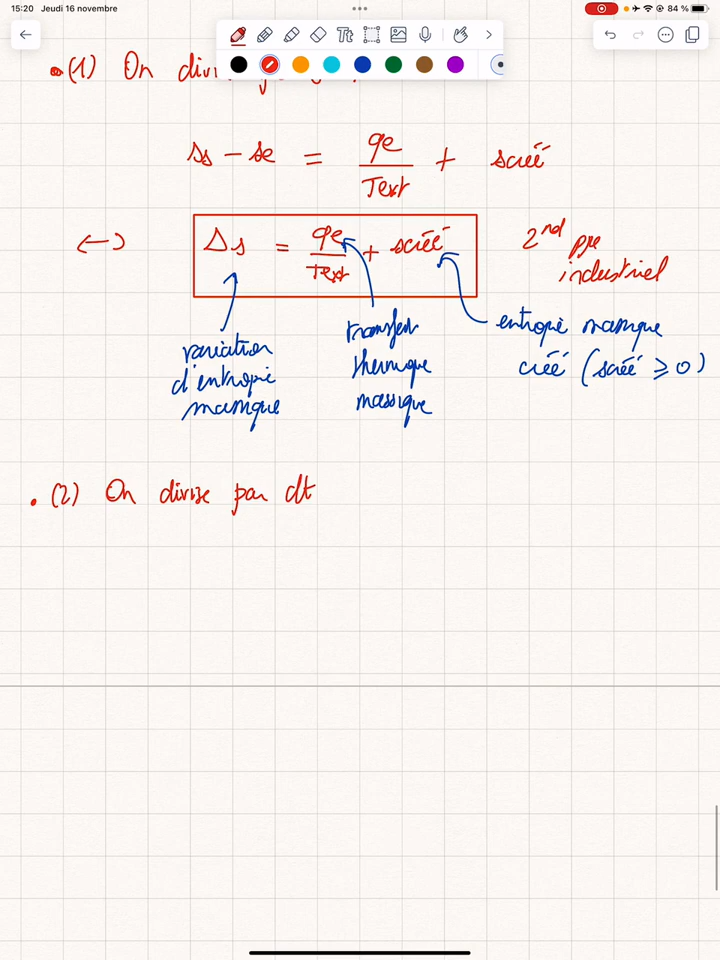 15:20 Jeudi 16 novembre
84 %
Tt
• (1) On
ss - se = qe / Text + scréé
<-> Δs = qe / Text + scréé
2nd ppe
industriel
variation
d'entropie
massique
transfert
thermique
massique
entropie massique
créé (scréé ⩾ 0)
• (2) On divise par dt